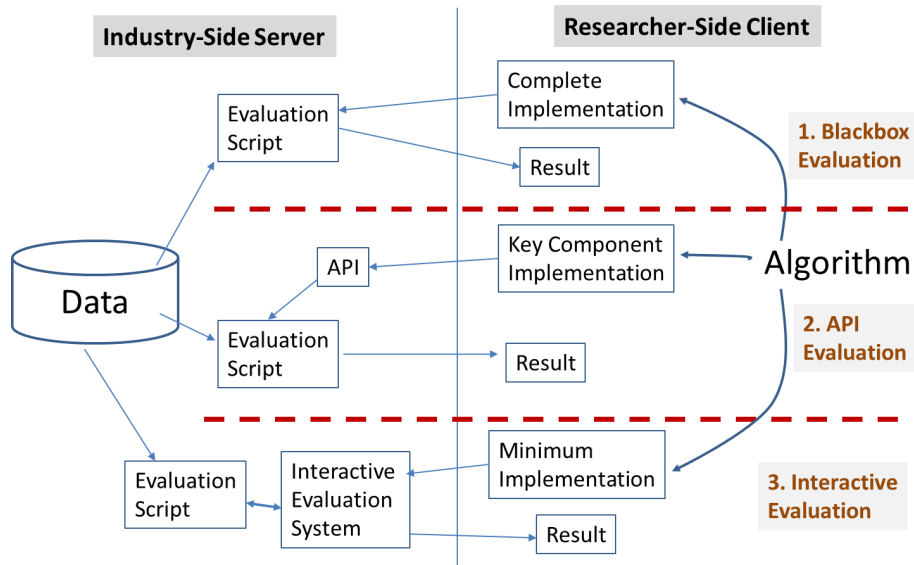 Industry-Side Server
Researcher-Side Client
Evaluation
Script
Complete
Implementation
Result
1. Blackbox
Evaluation
Data
API
Key Component
Implementation
Algorithm
Evaluation
Script
Result
2. API
Evaluation
Evaluation
Script
Interactive
Evaluation
System
Minimum
Implementation
Result
3. Interactive
Evaluation